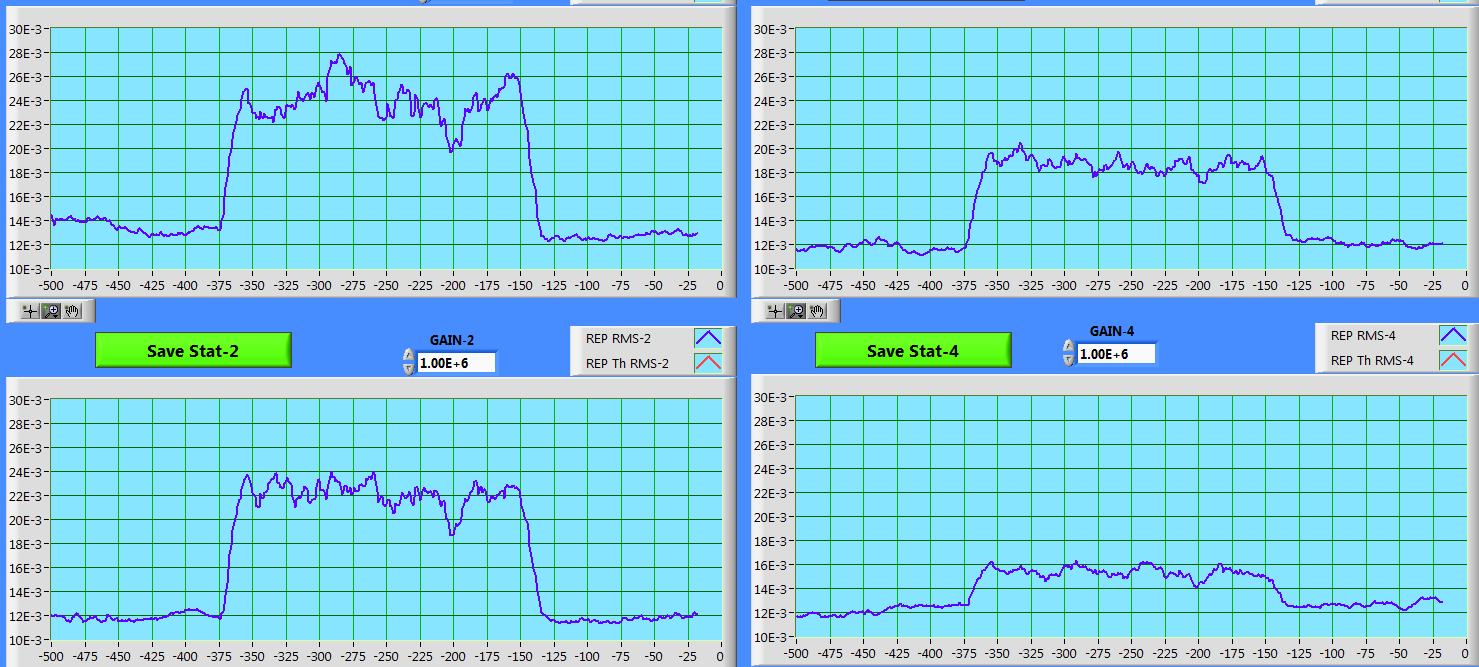 30E-3
28E-3
26E-3
24E-3
22E-3
20E-3
18E-3
16E-3
14E-3
12E-3
10E-3
-500 -475 -450 -425 -400 -375 -350 -325 -300 -275 -250 -225 -200 -175 -150 -125 -100 -75 -50 -25 0
30E-3
28E-3
26E-3
24E-3
22E-3
20E-3
18E-3
16E-3
14E-3
12E-3
10E-3
-500 -475 -450 -425 -400 -375 -350 -325 -300 -275 -250 -225 -200 -175 -150 -125 -100 -75 -50 -25 0
Save Stat-2
GAIN-2
1.00E+6
REP RMS-2
REP Th RMS-2
Save Stat-4
GAIN-4
1.00E+6
REP RMS-4
REP Th RMS-4
30E-3
28E-3
26E-3
24E-3
22E-3
20E-3
18E-3
16E-3
14E-3
12E-3
10E-3
-500 -475 -450 -425 -400 -375 -350 -325 -300 -275 -250 -225 -200 -175 -150 -125 -100 -75 -50 -25 0
30E-3
28E-3
26E-3
24E-3
22E-3
20E-3
18E-3
16E-3
14E-3
12E-3
10E-3
-500 -475 -450 -425 -400 -375 -350 -325 -300 -275 -250 -225 -200 -175 -150 -125 -100 -75 -50 -25 0